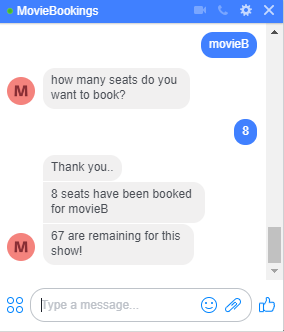 MovieBookings
movieB
how many seats do you
want to book?
M
8
Thank you..
8 seats have been booked
for movieB
67 are remaining for this
show!
M
Type a message...